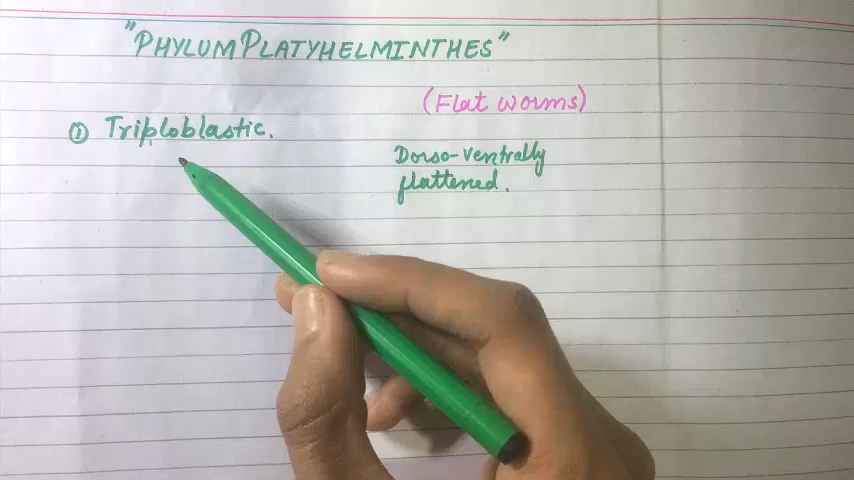 "PHYLUM PLATYHELMINTHES"
(Flat worms)
① Triploblastic.
Dorso-ventrally
flattened.